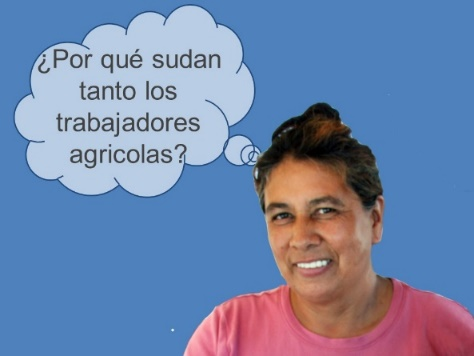 ¿Por qué sudan
tanto los
trabajadores
agricolas?